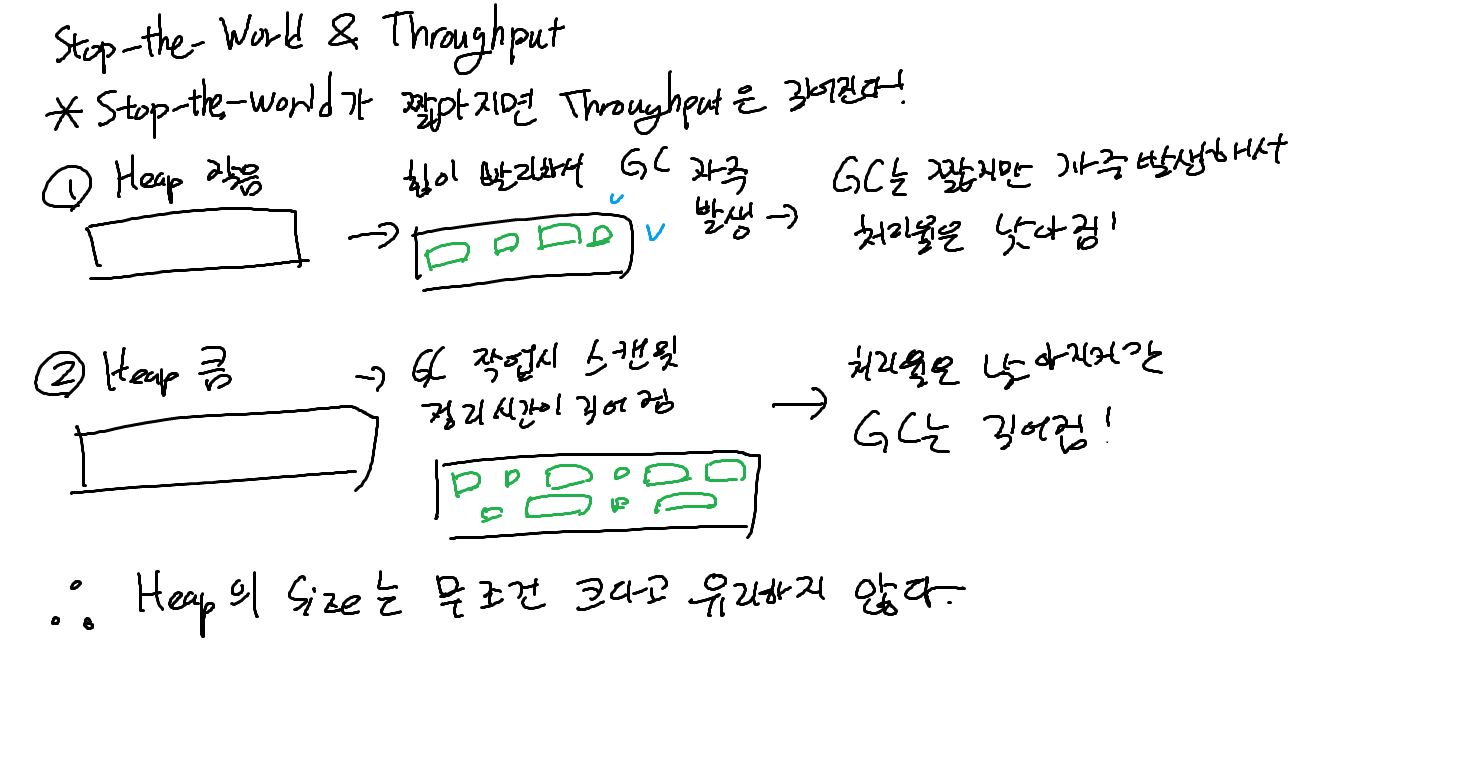 Stop-the-World & Throughput
* Stop-the-world가 짧아지면 Throughput은 길어진다!
① Heap 작음
힙이 빨리차서 GC 자주
발생 →
GC는 짧지만 자주발생해서
처리율은 낮아짐!
② Heap 큼
→ GC 작업시 스캔및
정리시간이 길어짐
처리율은 낮아지지만
GC는 길어짐!
∴ Heap의 Size는 무조건 크다고 유리하지 않다.